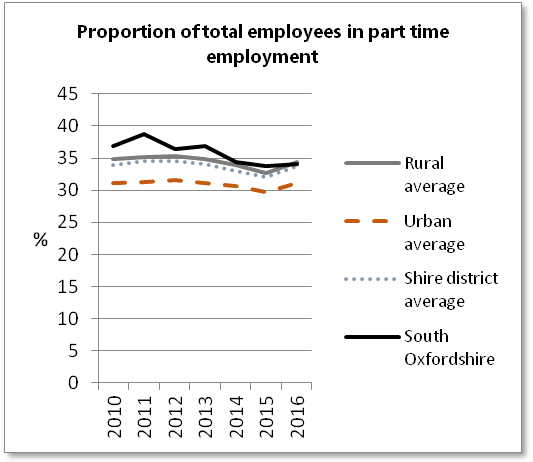 Proportion of total employees in part time
employment
45
40
35
30
25
20
15
10
5
0
%
2010
2011
2012
2013
2014
2015
2016
Rural
average
Urban
average
Shire district
average
South
Oxfordshire